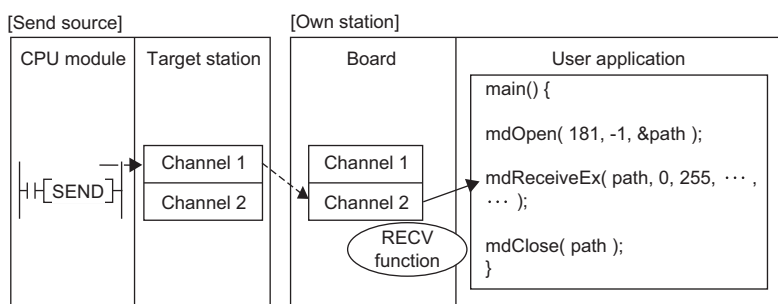 [Send source]
[Own station]
CPU module
Target station
Board
User application
main() {
mdOpen( 181, -1, &path );
SEND
Channel 1
Channel 2
Channel 1
Channel 2
mdReceiveEx( path, 0, 255, ··· ,
··· );
RECV
function
mdClose( path );
}